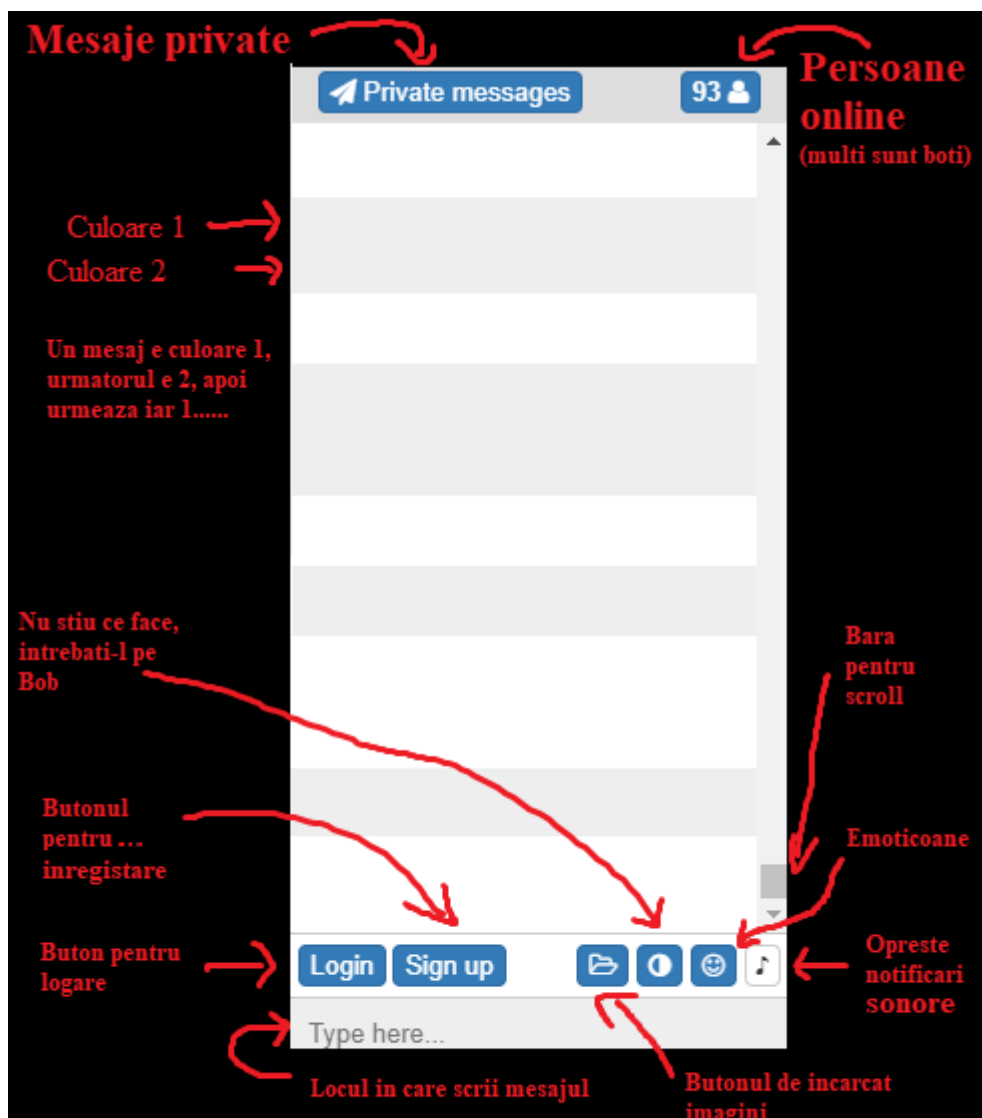 Mesaje private
Private messages
93
Persoane
online
(multi sunt boti)
Culoare 1
Culoare 2
Un mesaj e culoare 1,
urmatorul e 2, apoi
urmeaza iar 1......
Nu stiu ce face,
intrebati-l pe
Bob
Bara
pentru
scroll
Butonul
pentru ...
inregistare
Emoticoane
Buton pentru
logare
Login
Sign up
Opreste
notificari
sonore
Type here...
Locul in care scrii mesajul
Butonul de incarcat
imagini